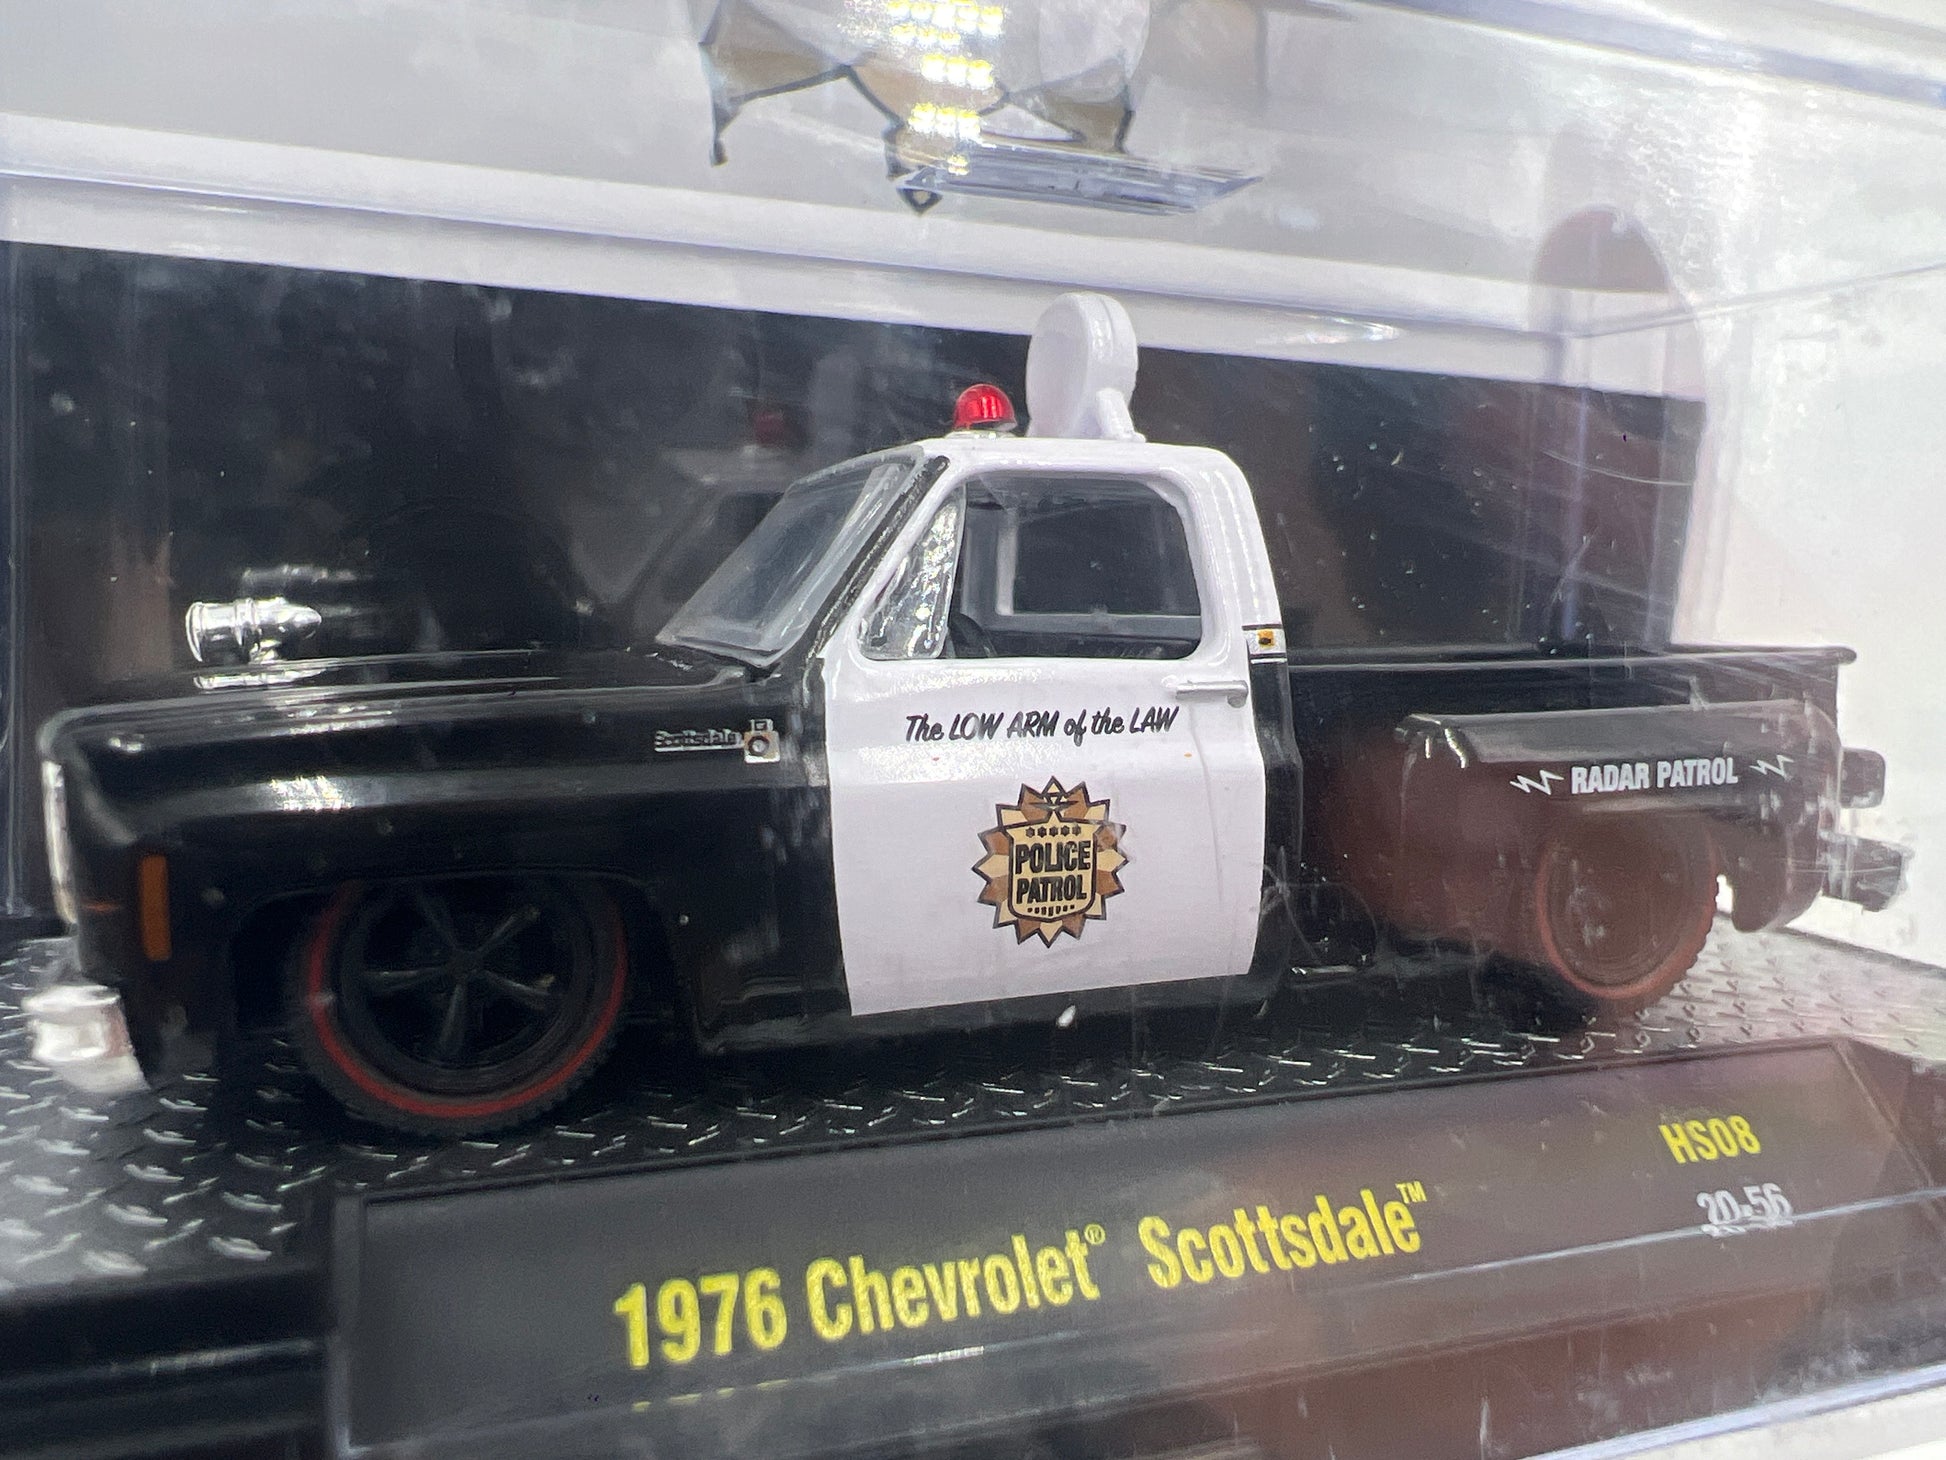 Scottsdale
The LOW ARM of the LAW
POLICE
PATROL
RADAR PATROL
HS08
20-56
1976 Chevrolet® Scottsdale™